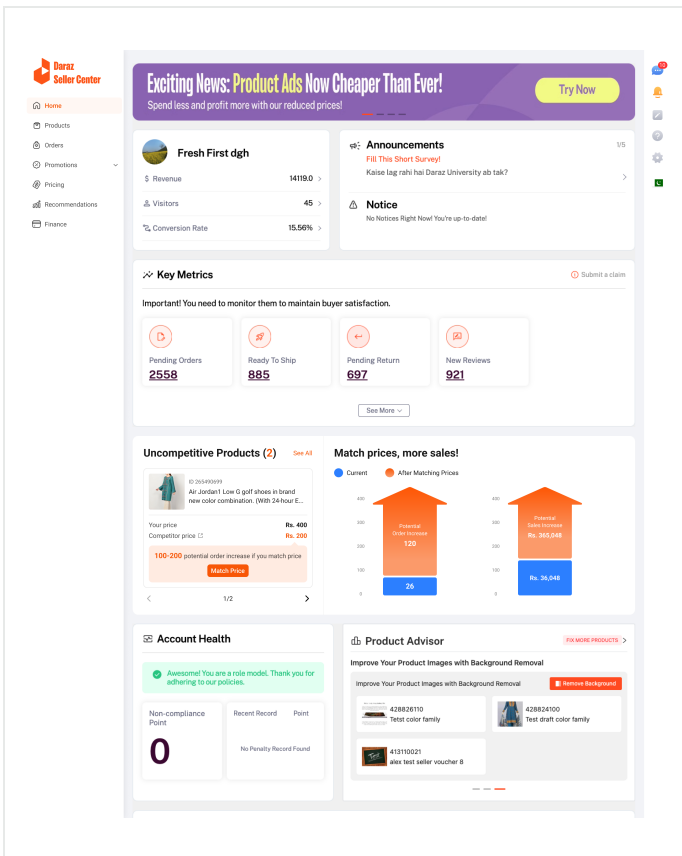 Daraz
Seller Center
Home
Products
Orders
Promotions
Pricing
Recommendations
Finance
Exciting News: Product Ads Now Cheaper Than Ever!
Spend less and profit more with our reduced prices!
Try Now
Fresh First dgh
Revenue 14119.0
Visitors 45
Conversion Rate 15.56%
Announcements 1/5
Fill This Short Survey!
Kaise lag rahi hai Daraz University ab tak?
Notice
No Notices Right Now! You're up-to-date!
Key Metrics
Submit a claim
Important! You need to monitor them to maintain buyer satisfaction.
Pending Orders
2558
Ready To Ship
885
Pending Return
697
New Reviews
921
See More
Uncompetitive Products (2) See All
ID 265490699
Air Jordan1 Low G golf shoes in brand
new color combination. (With 24-hour E...
Your price Rs. 400
Competitor price Rs. 200
100-200 potential order increase if you match price
Match Price
1/2
Match prices, more sales!
Current After Matching Prices
400
300
200
100
0
Potential
Order Increase
120
26
400
300
200
100
0
Potential
Sales Increase
Rs. 365,048
Rs. 36,048
Account Health
Awesome! You are a role model. Thank you for
adhering to our policies.
Non-compliance
Point
0
Recent Record Point
No Penalty Record Found
Product Advisor
FIX MORE PRODUCTS
Improve Your Product Images with Background Removal
Improve Your Product Images with Background Removal
Remove Background
428826110
Tetst color family
428824100
Test draft color family
413110021
alex test seller voucher 8